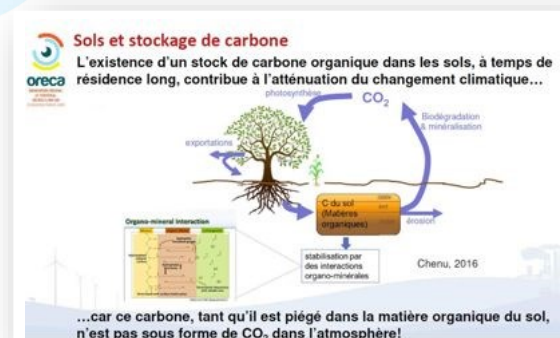 Sols et stockage de carbone
L'existence d'un stock de carbone organique dans les sols, à temps de
résidence long, contribue à l'atténuation du changement climatique...
oreca
photosynthèse
CO₂
Biodégradation
& minéralisation
exportations
C du sol
(Matières
organiques)
érosion
Organo-mineral interaction
stabilisation par
des interactions
organo-minérales
Chenu, 2016
...car ce carbone, tant qu'il est piégé dans la matière organique du sol,
n'est pas sous forme de CO₂ dans l'atmosphère!